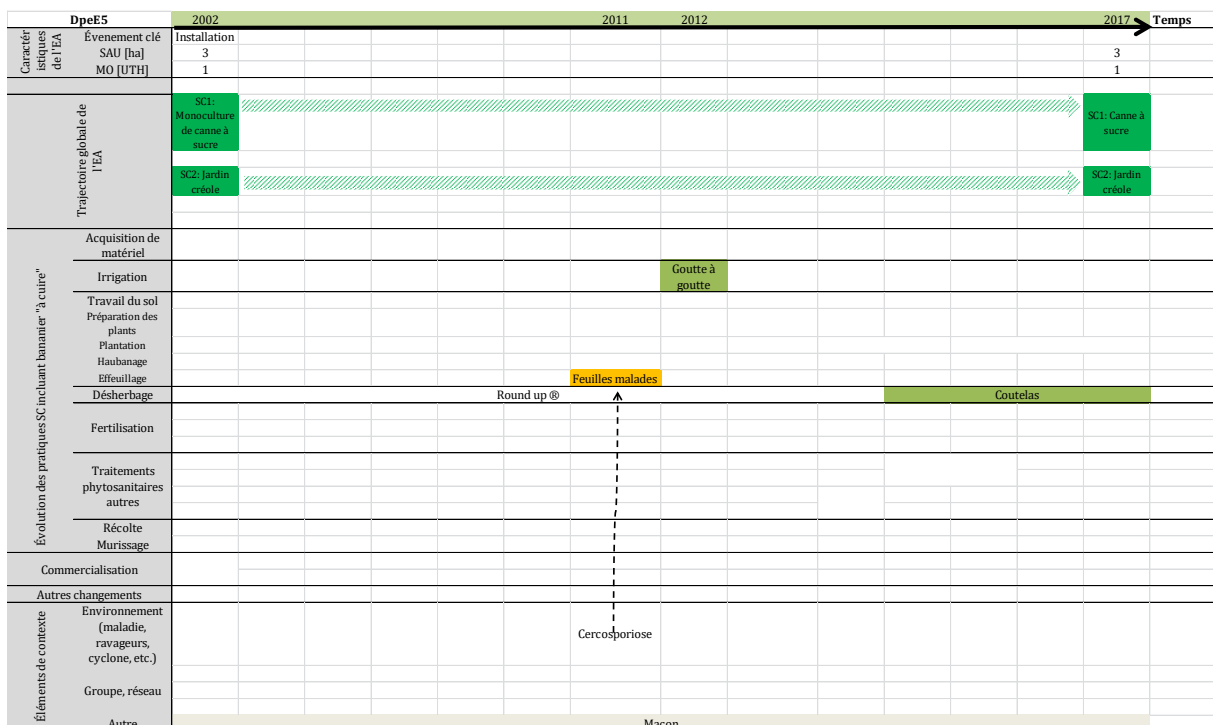 DpeE5 2002 2011 2012 2017 Temps
Caractér
istiques
de l'EA
Évenement clé Installation
SAU [ha] 3 3
MO [UTH] 1 1
Trajectoire globale de
l'EA
SC1:
Monoculture
de canne à
sucre
SC1: Canne à
sucre
SC2: Jardin
créole
SC2: Jardin
créole
Évolution des pratiques SC incluant bananier "à cuire"
Acquisition de
matériel
Irrigation
Goutte à
goutte
Travail du sol
Préparation des
plants
Plantation
Haubanage
Effeuillage Feuilles malades
Désherbage Round up ® Coutelas
Fertilisation
Traitements
phytosanitaires
autres
Récolte
Murissage
Commercialisation
Autres changements
Éléments de contexte
Environnement
(maladie,
ravageurs,
cyclone, etc.)
Cercosporiose
Groupe, réseau
Autre Maçon